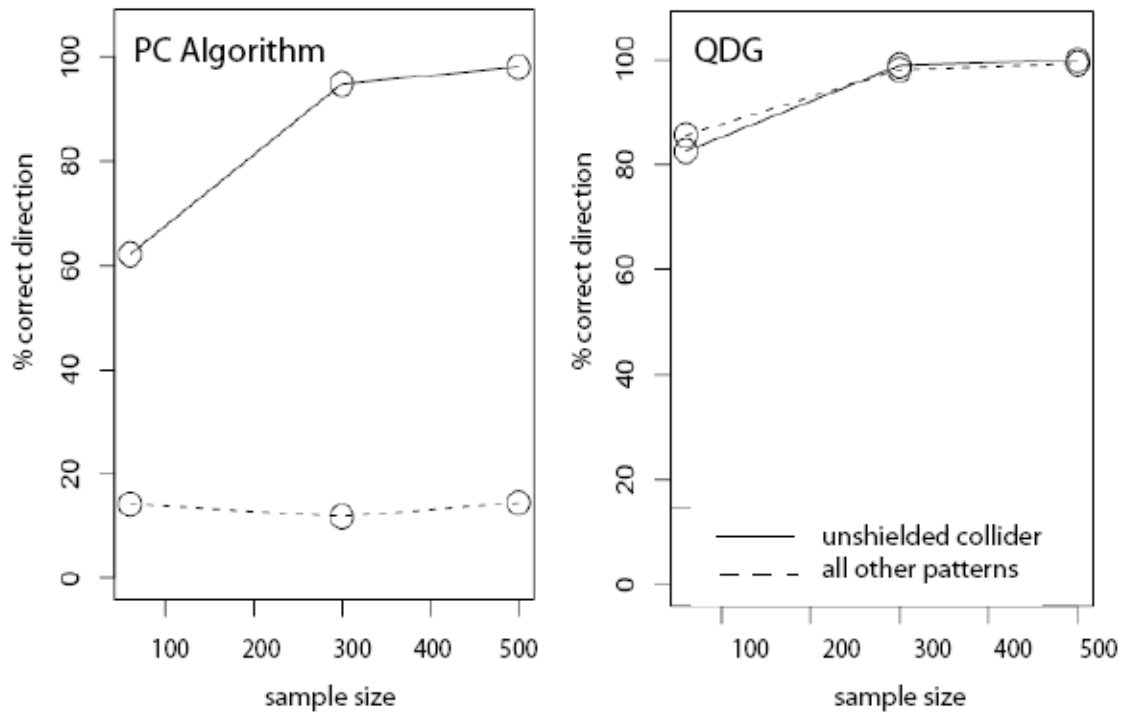 PC Algorithm
% correct direction
100
80
60
40
20
0
100 200 300 400 500
sample size
QDG
% correct direction
100
80
60
40
20
0
unshielded collider
all other patterns
100 200 300 400 500
sample size